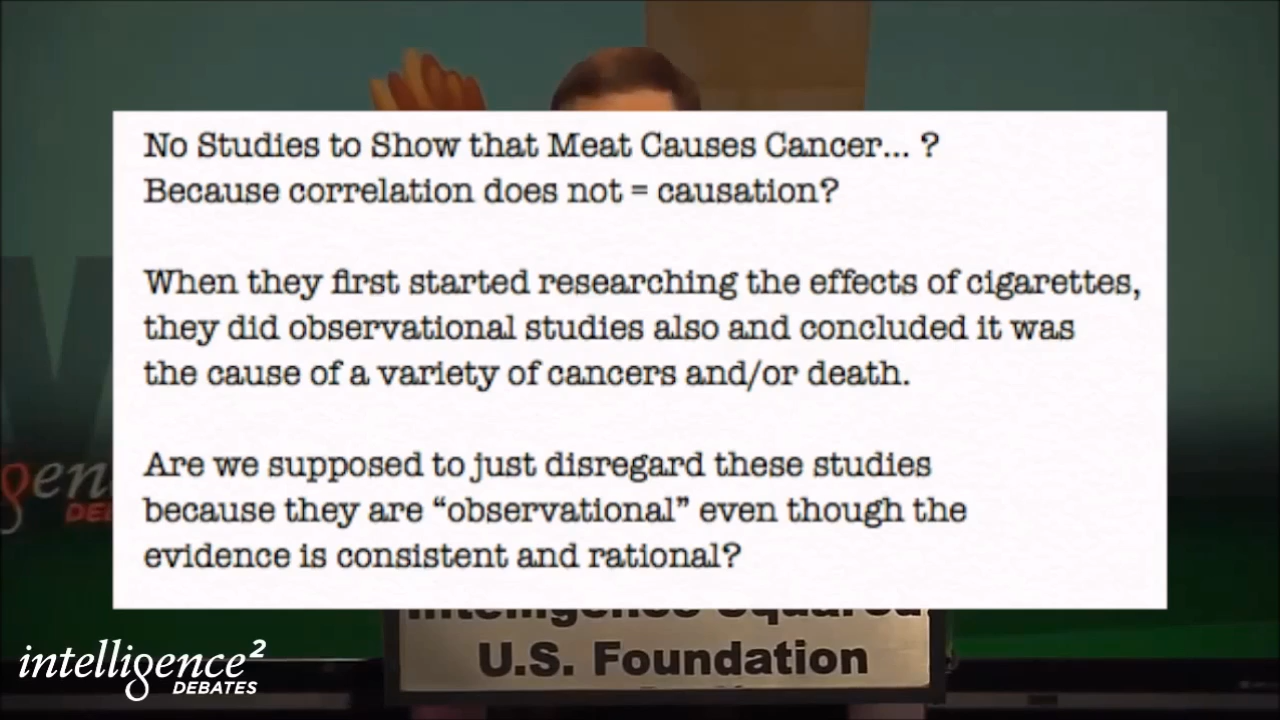 No Studies to Show that Meat Causes Cancer... ?
Because correlation does not = causation?
When they first started researching the effects of cigarettes,
they did observational studies also and concluded it was
the cause of a variety of cancers and/or death.
Are we supposed to just disregard these studies
because they are “observational” even though the
evidence is consistent and rational?
Intelligence Squared
U.S. Foundation
intelligence²
DEBATES